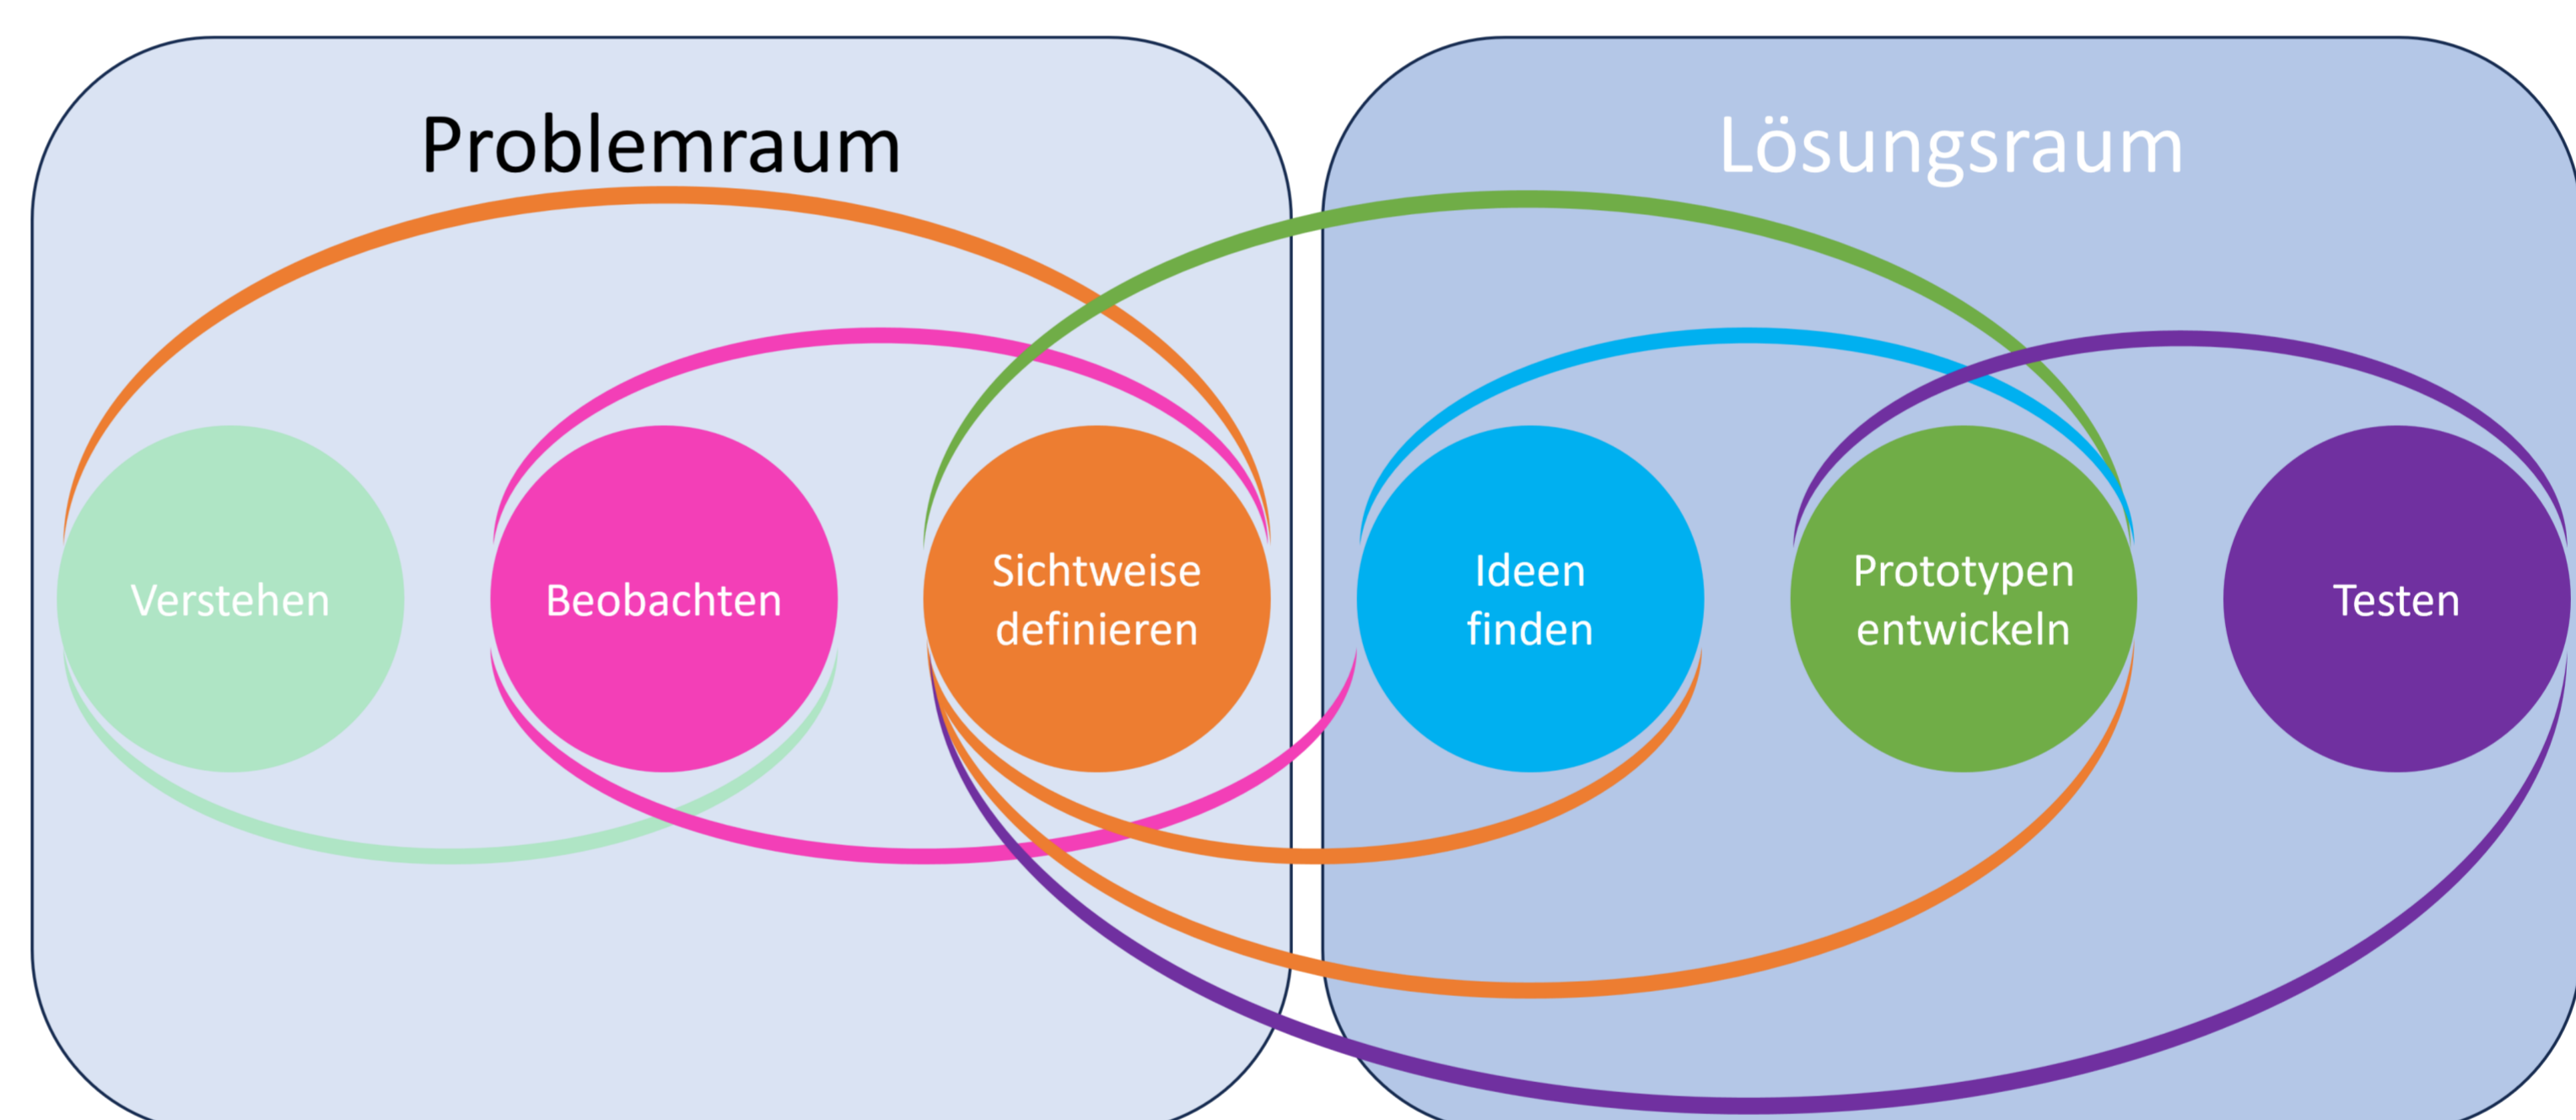 Problemraum
Lösungsraum
Verstehen
Beobachten
Sichtweise
definieren
Ideen
finden
Prototypen
entwickeln
Testen